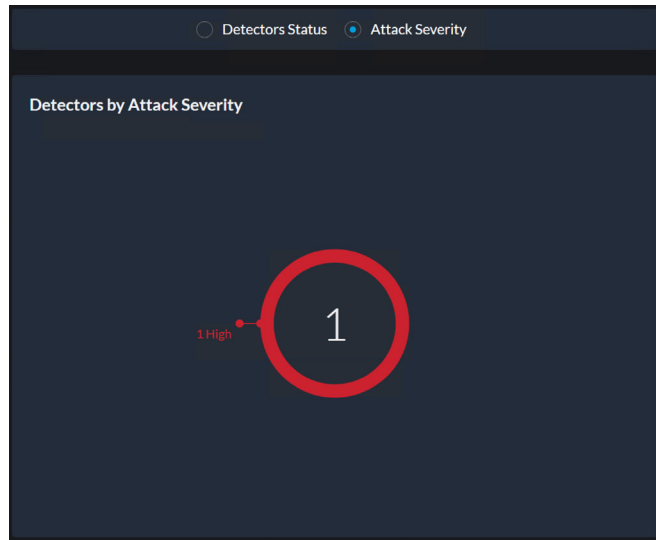 Detectors Status Attack Severity
Detectors by Attack Severity
1 High
1